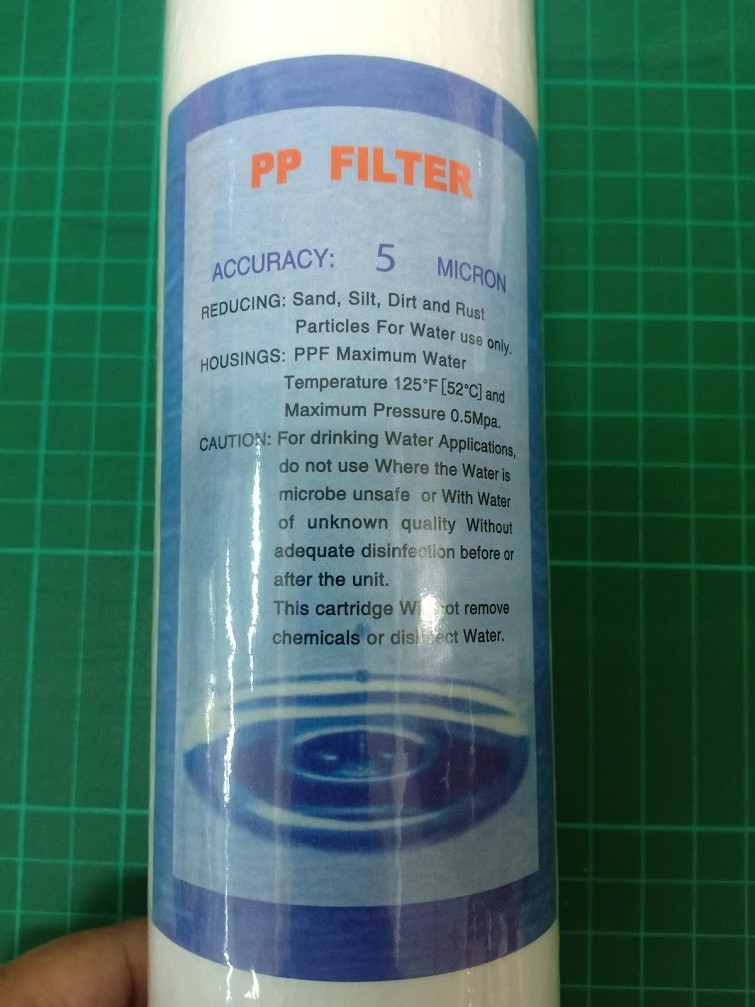 PP FILTER
ACCURACY: 5 MICRON
REDUCING: Sand, Silt, Dirt and Rust
Particles For Water use only.
HOUSINGS: PPF Maximum Water
Temperature 125°F[52°C] and
Maximum Pressure 0.5Mpa.
CAUTION: For drinking Water Applications,
do not use Where the Water is
microbe unsafe or With Water
of unknown quality Without
adequate disinfection before or
after the unit.
This cartridge Will not remove
chemicals or disinfect Water.